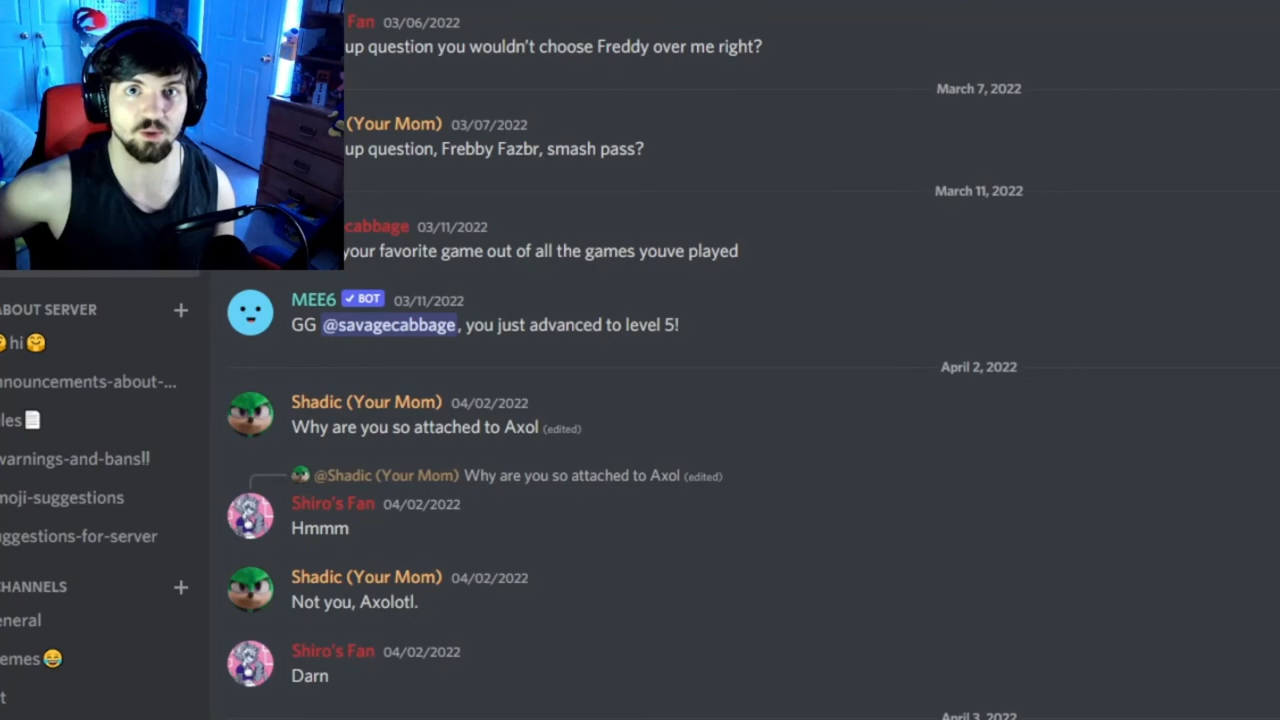 Fan 03/06/2022
up question you wouldn't choose Freddy over me right?
March 7, 2022
(Your Mom) 03/07/2022
up question, Frebby Fazbr, smash pass?
March 11, 2022
cabbage 03/11/2022
your favorite game out of all the games youve played
MEE6 ✓ BOT 03/11/2022
GG @savagecabbage, you just advanced to level 5!
April 2, 2022
Shadic (Your Mom) 04/02/2022
Why are you so attached to Axol (edited)
@Shadic (Your Mom) Why are you so attached to Axol (edited)
Shiro's Fan 04/02/2022
Hmmm
Shadic (Your Mom) 04/02/2022
Not you, Axolotl.
Shiro's Fan 04/02/2022
Darn
April 3, 2022
ABOUT SERVER +
🤗hi🤗
nnouncements-about-...
les📄
warnings-and-bans‼
moji-suggestions
ggestions-for-server
CHANNELS +
eneral
emes😂
t